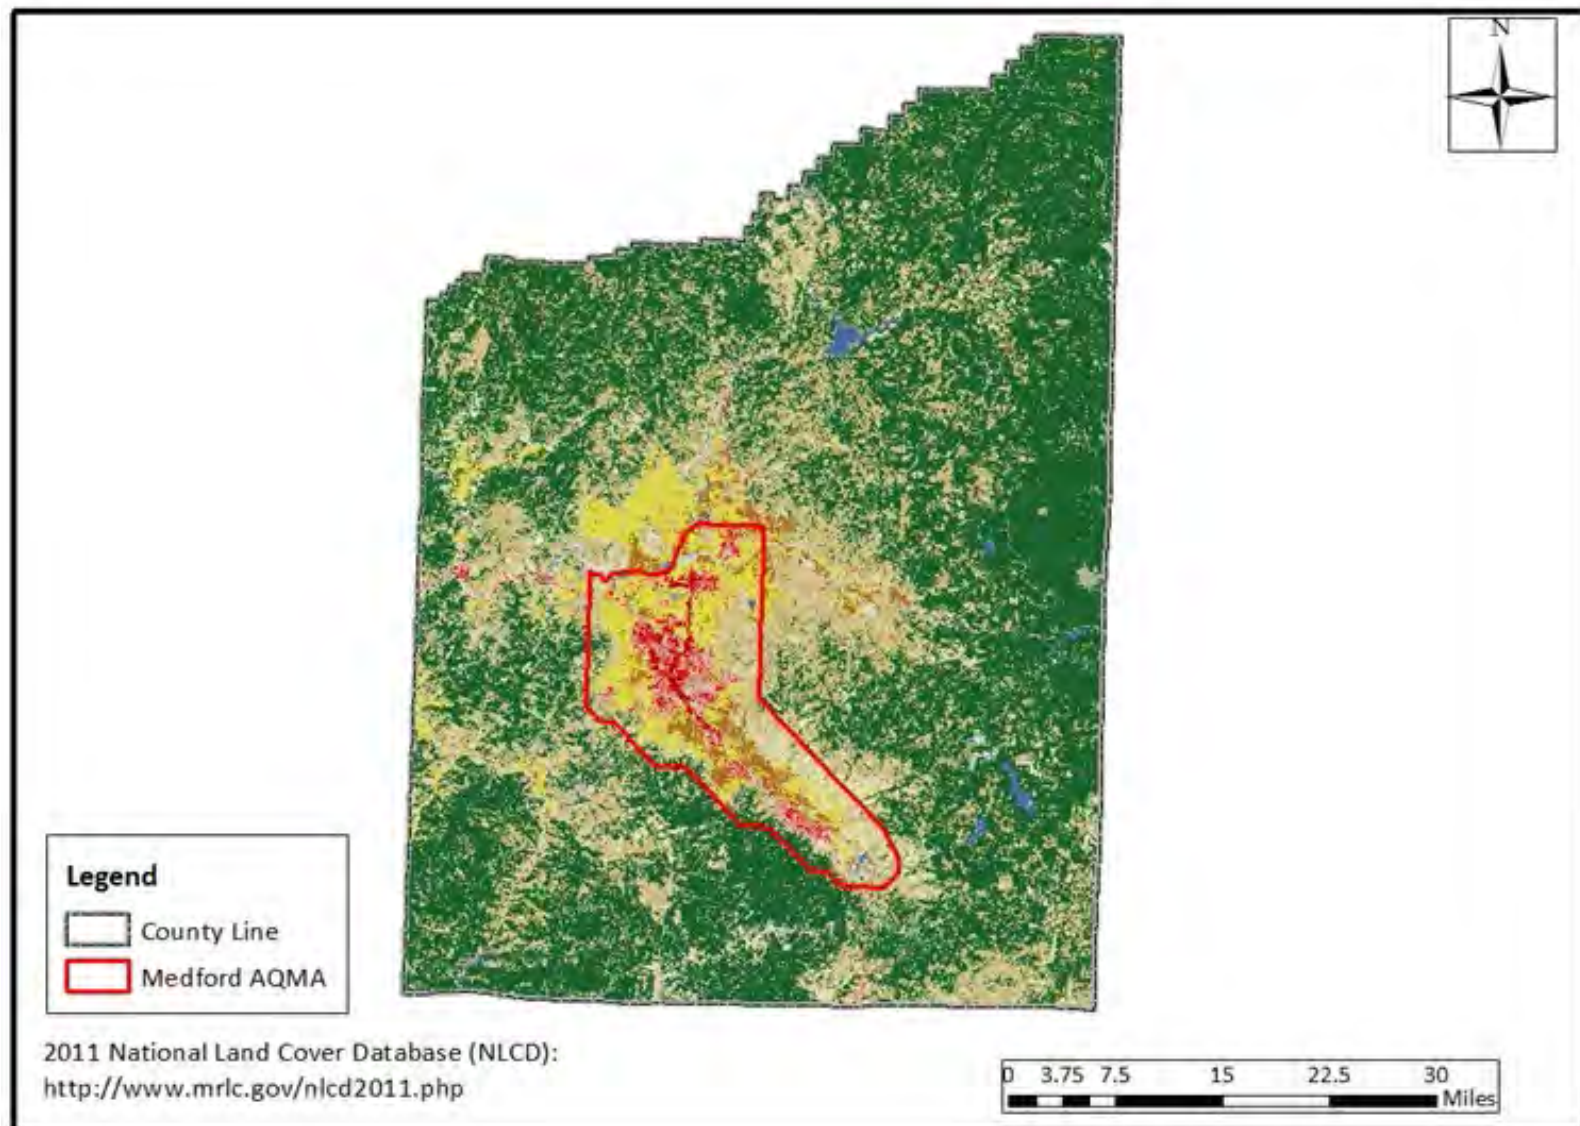 N
Legend
County Line
Medford AQMA
2011 National Land Cover Database (NLCD):
http://www.mrlc.gov/nlcd2011.php
0 3.75 7.5 15 22.5 30
Miles